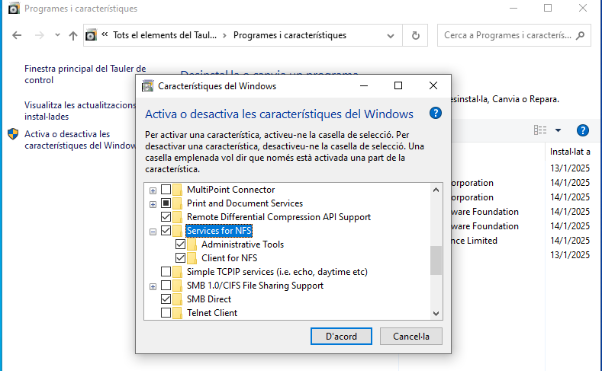 Programes i característiques
« Tots el elements del Taul... › Programes i característiques
Cerca a Programes i caracterís...
Finestra principal del Tauler de
control
Visualitza les actualitzacions
instal·lades
Activa o desactiva les
característiques del Window
Desinstal·la o canvia un programa
esinstal·la, Canvia o Repara.
Instal·lat a
13/1/2025
orporation 14/1/2025
orporation 14/1/2025
ware Foundation 14/1/2025
ware Foundation 14/1/2025
nce Limited 14/1/2025
13/1/2025
Característiques del Windows
Activa o desactiva les característiques del Windows
Per activar una característica, activeu-ne la casella de selecció. Per
desactivar una característica, desactiveu-ne la casella de selecció. Una
casella emplenada vol dir que només està activada una part de la
característica.
MultiPoint Connector
Print and Document Services
Remote Differential Compression API Support
Services for NFS
Administrative Tools
Client for NFS
Simple TCPIP services (i.e. echo, daytime etc)
SMB 1.0/CIFS File Sharing Support
SMB Direct
Telnet Client
D'acord
Cancel·la